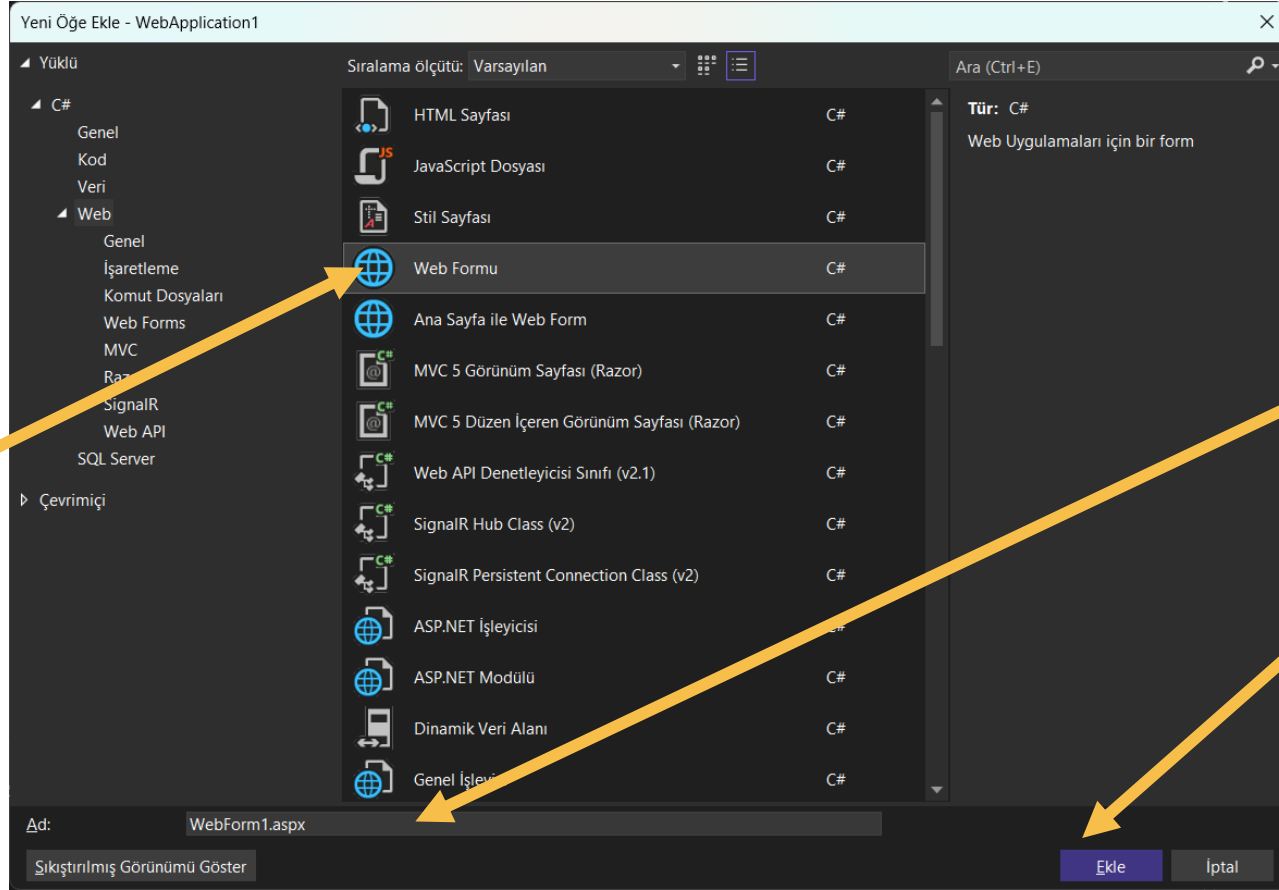 Yeni Öğe Ekle - WebApplication1
Yüklü
C#
Genel
Kod
Veri
Web
Genel
İşaretleme
Komut Dosyaları
Web Forms
MVC
SignalR
Web API
SQL Server
Çevrimiçi
Sıralama ölçütü: Varsayılan
HTML Sayfası C#
JavaScript Dosyası C#
Stil Sayfası C#
Web Formu C#
Ana Sayfa ile Web Form C#
MVC 5 Görünüm Sayfası (Razor) C#
MVC 5 Düzen İçeren Görünüm Sayfası (Razor) C#
Web API Denetleyicisi Sınıfı (v2.1) C#
SignalR Hub Class (v2) C#
SignalR Persistent Connection Class (v2) C#
ASP.NET İşleyicisi
ASP.NET Modülü C#
Dinamik Veri Alanı C#
Genel C#
Ara (Ctrl+E)
Tür: C#
Web Uygulamaları için bir form
Ad: WebForm1.aspx
Sıkıştırılmış Görünümü Göster
Ekle İptal